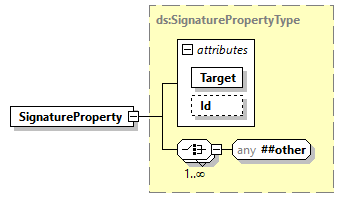 ds:SignaturePropertyType
attributes
Target
Id
SignatureProperty
any ##other
1..∞